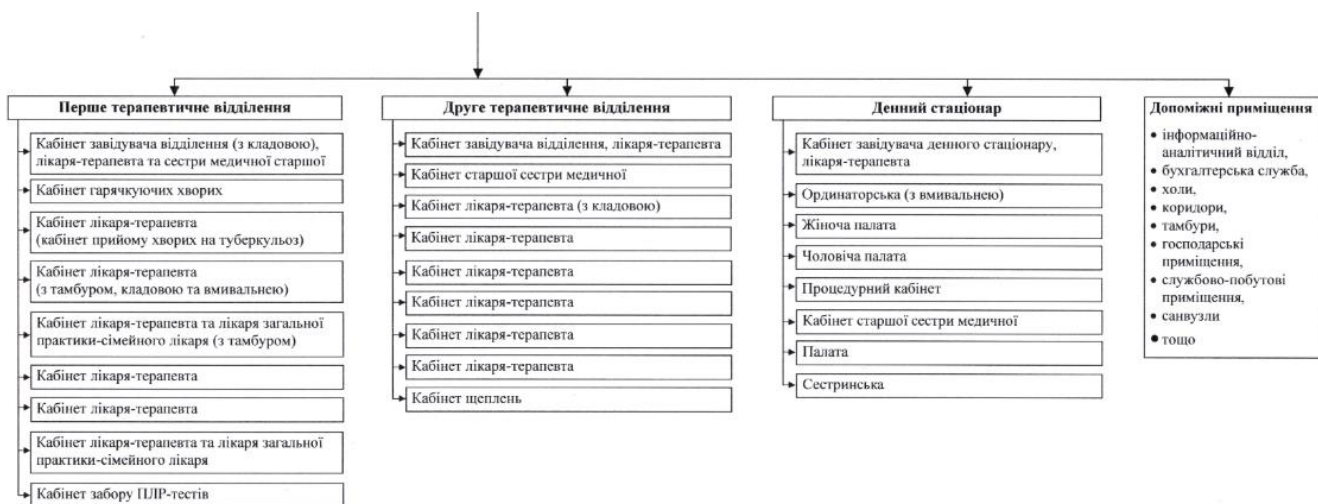 Перше терапевтичне відділення
Кабінет завідувача відділення (з кладовою),
лікаря-терапевта та сестри медичної старшої
Кабінет гарячкуючих хворих
Кабінет лікаря-терапевта
(кабінет прийому хворих на туберкульоз)
Кабінет лікаря-терапевта
(з тамбуром, кладовою та вмивальнею)
Кабінет лікаря-терапевта та лікаря загальної
практики-сімейного лікаря (з тамбуром)
Кабінет лікаря-терапевта
Кабінет лікаря-терапевта
Кабінет лікаря-терапевта та лікаря загальної
практики-сімейного лікаря
Кабінет забору ПЛР-тестів
Друге терапевтичне відділення
Кабінет завідувача відділення, лікаря-терапевта
Кабінет старшої сестри медичної
Кабінет лікаря-терапевта (з кладовою)
Кабінет лікаря-терапевта
Кабінет лікаря-терапевта
Кабінет лікаря-терапевта
Кабінет лікаря-терапевта
Кабінет лікаря-терапевта
Кабінет щеплень
Денний стаціонар
Кабінет завідувача денного стаціонару,
лікаря-терапевта
Ординаторська (з вмивальнею)
Жіноча палата
Чоловіча палата
Процедурний кабінет
Кабінет старшої сестри медичної
Палата
Сестринська
Допоміжні приміщення
• інформаційно-
аналітичний відділ,
• бухгалтерська служба,
• холи,
• коридори,
• тамбури,
• господарські
приміщення,
• службово-побутові
приміщення,
• санвузли
• тощо